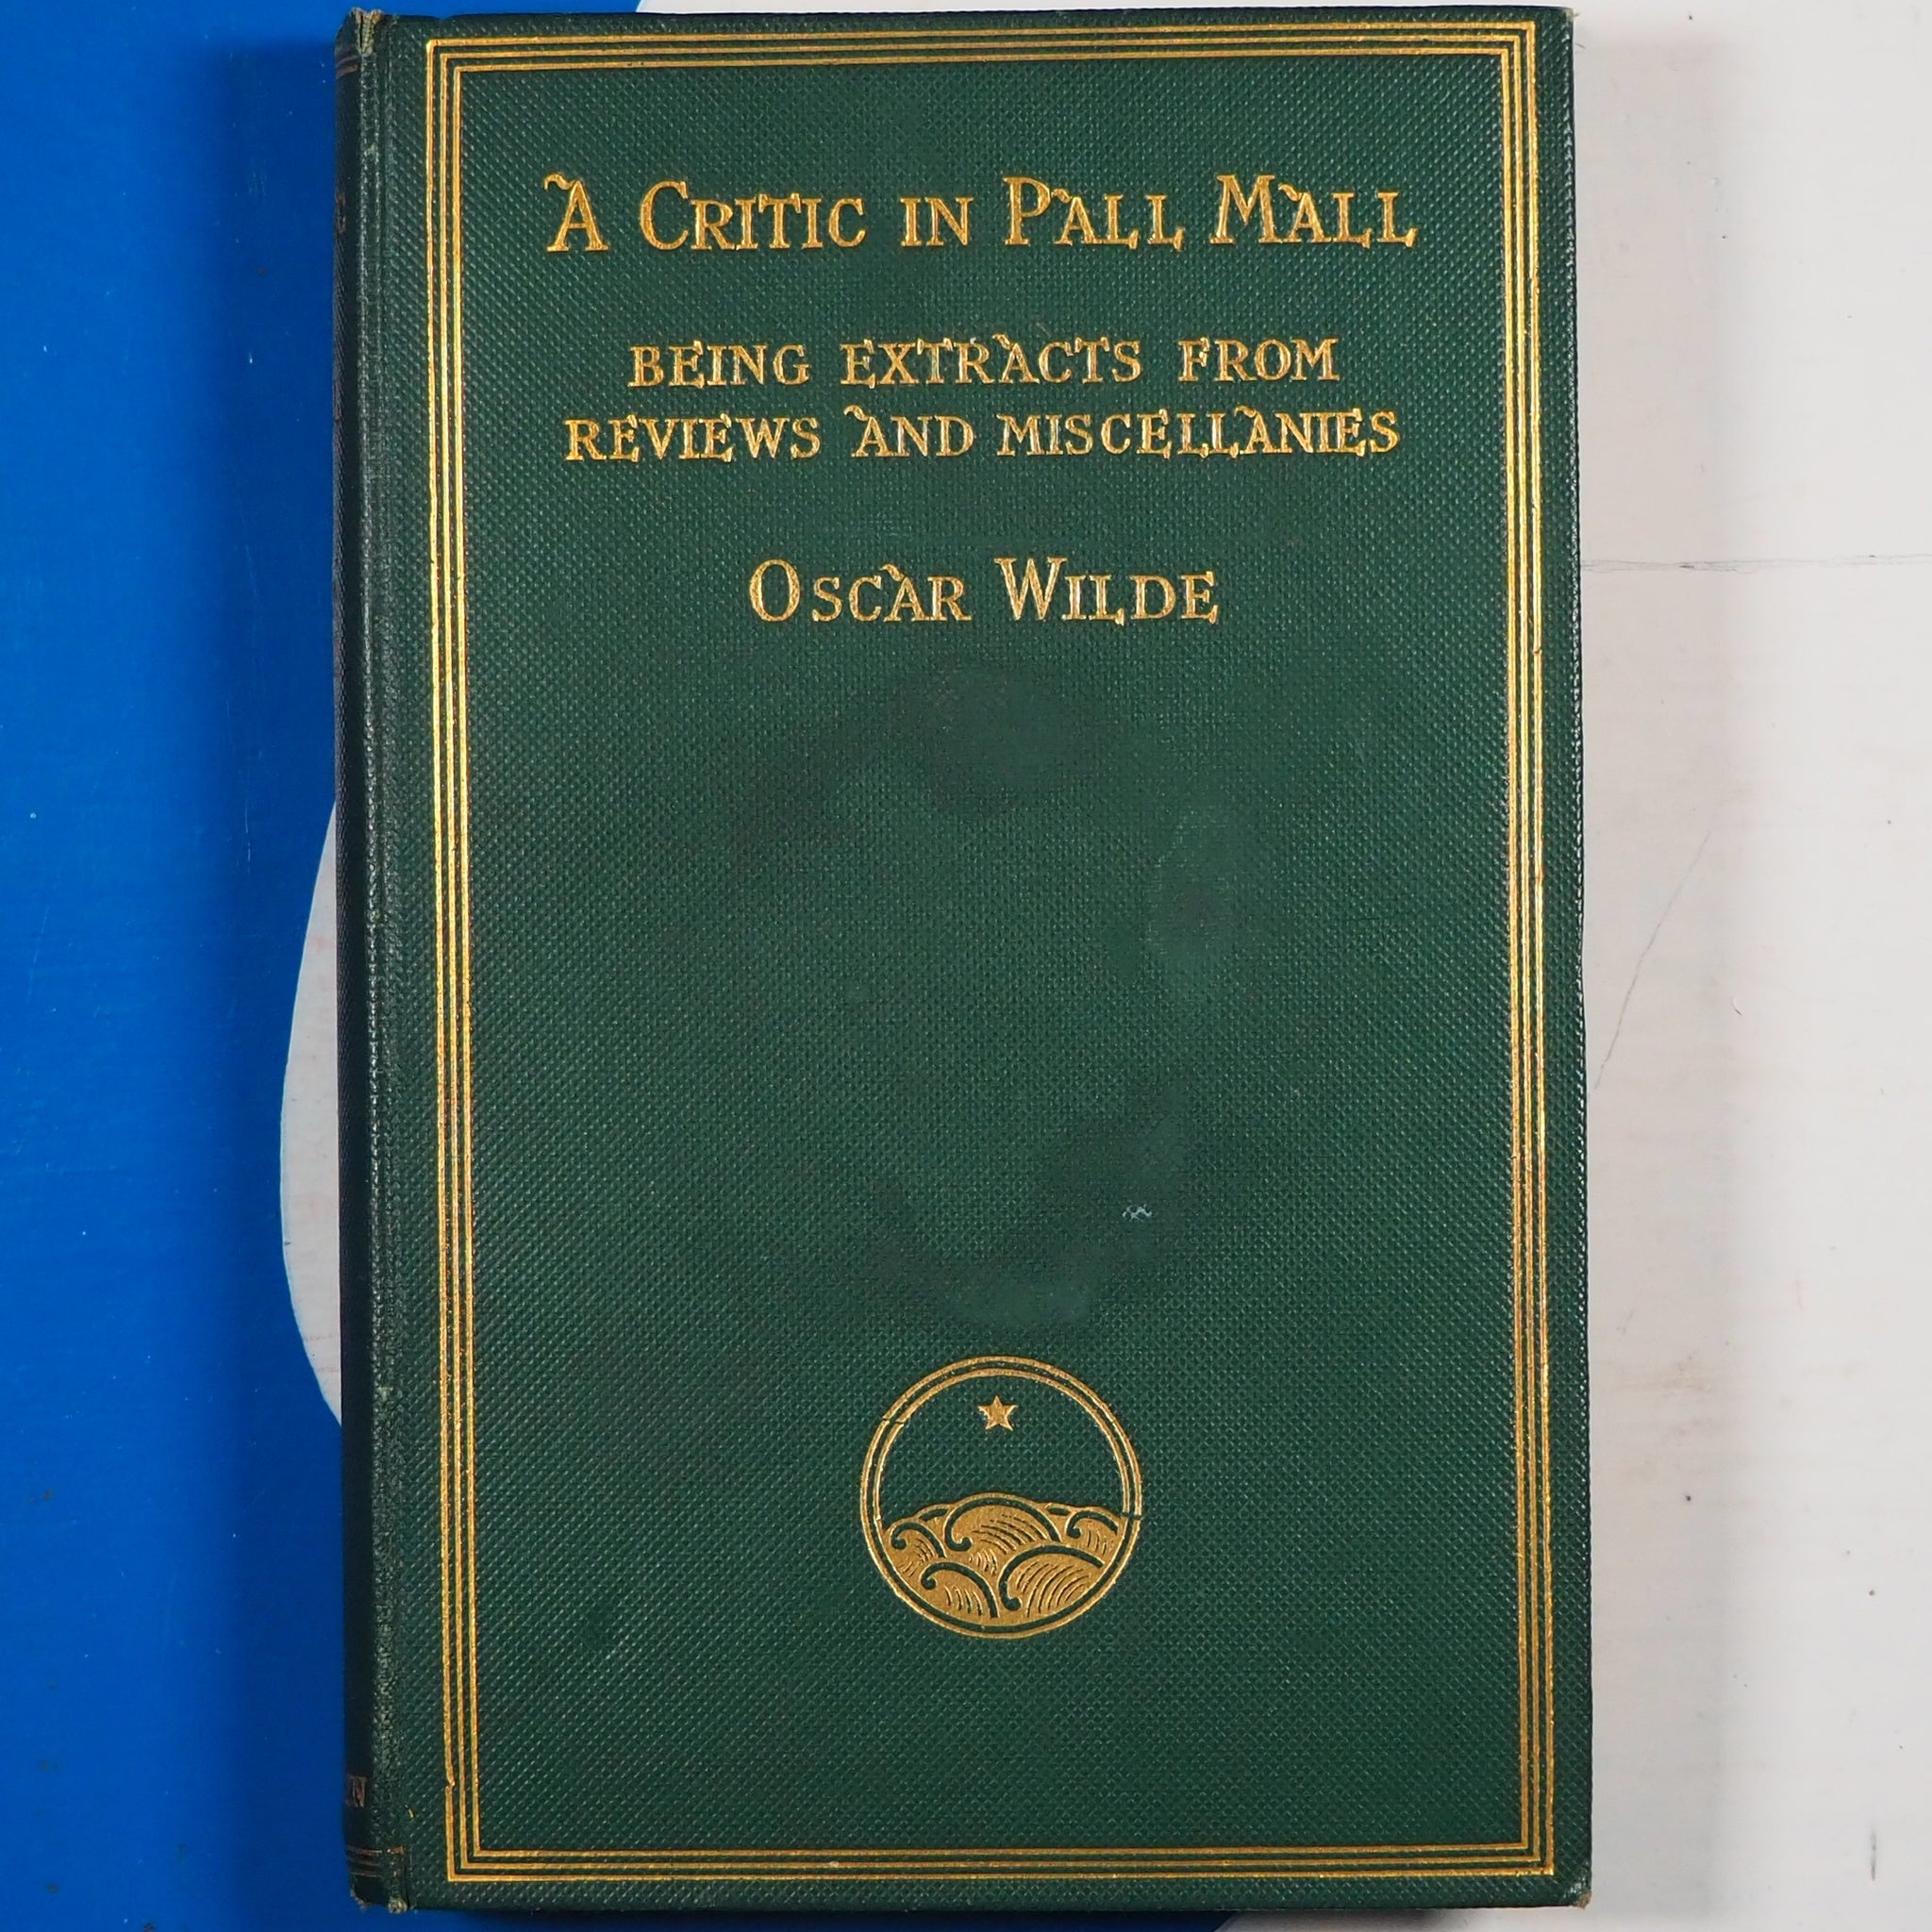 A CRITIC IN PALL MALL
BEING EXTRACTS FROM
REVIEWS AND MISCELLANIES
OSCAR WILDE